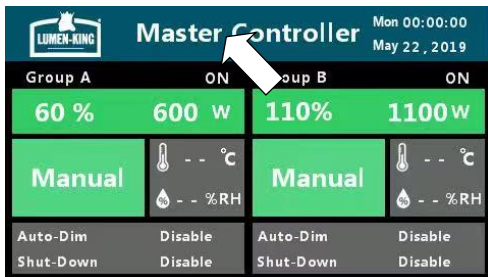 LUMEN-KING
Master Controller
Mon 00:00:00
May 22, 2019
Group A ON
60 % 600 W
Manual
-- °C
% -- %RH
Auto-Dim Disable
Shut-Down Disable
Group B ON
110% 1100 W
Manual
-- °C
% -- %RH
Auto-Dim Disable
Shut-Down Disable